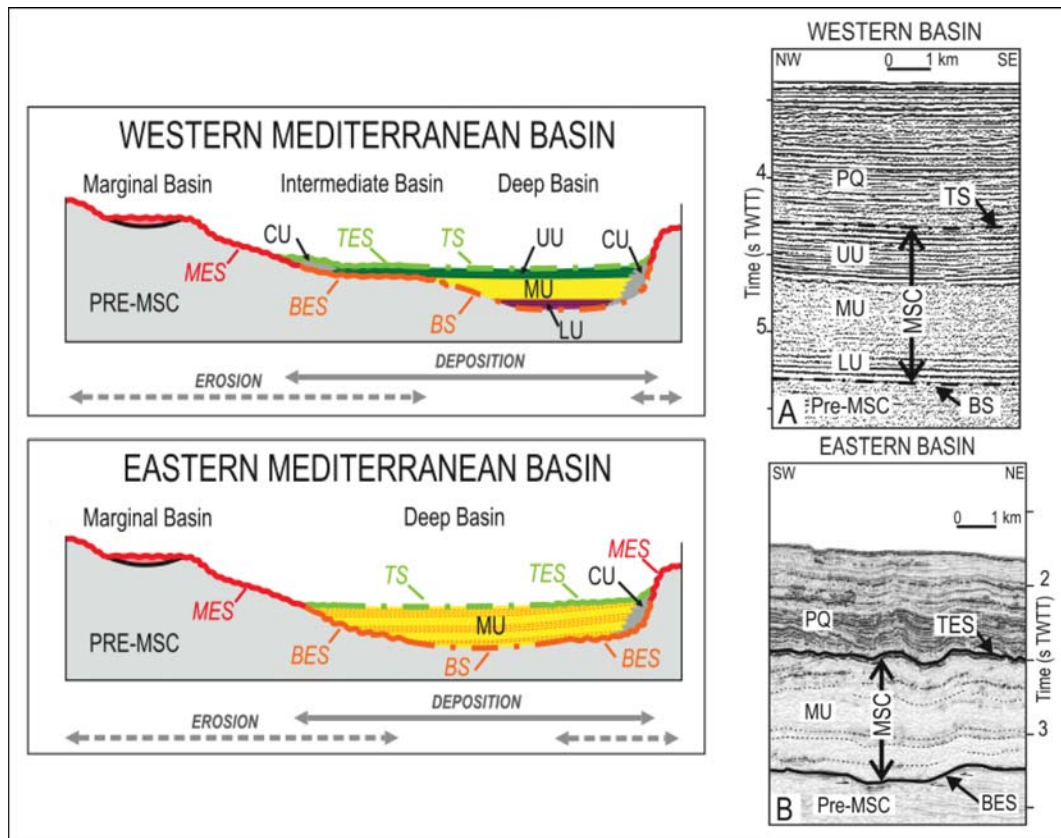 WESTERN MEDITERRANEAN BASIN
Marginal Basin
Intermediate Basin
Deep Basin
CU
TES
TS
UU
CU
MES
MU
PRE-MSC
BES
BS
LU
DEPOSITION
EROSION
EASTERN MEDITERRANEAN BASIN
Marginal Basin
Deep Basin
MES
TS
TES
CU
MES
MU
PRE-MSC
BES
BS
BES
DEPOSITION
EROSION
WESTERN BASIN
NW 0 1 km SE
4
PQ
TS
Time (s TWTT)
UU
MSC
MU
5
LU
A
Pre-MSC
BS
EASTERN BASIN
SW NE
0 1 km
2
PQ
TES
Time (s TWTT)
MSC
MU
3
B
Pre-MSC
BES